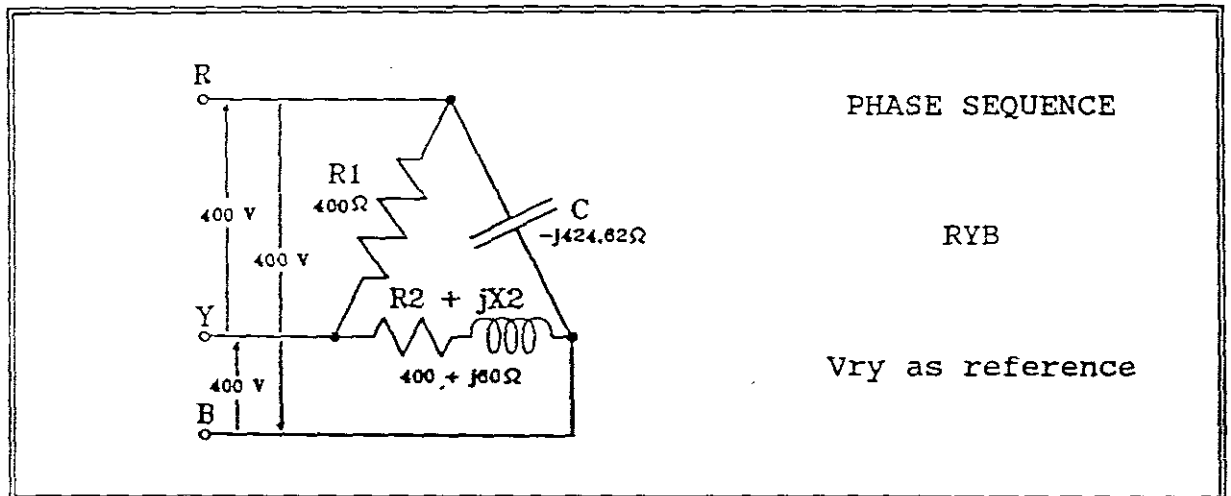 R
PHASE SEQUENCE
R1
400Ω
400 V
C
-j424.62Ω
RYB
400 V
R2 + jX2
Y
400 + j60Ω
Vry as reference
400 V
B